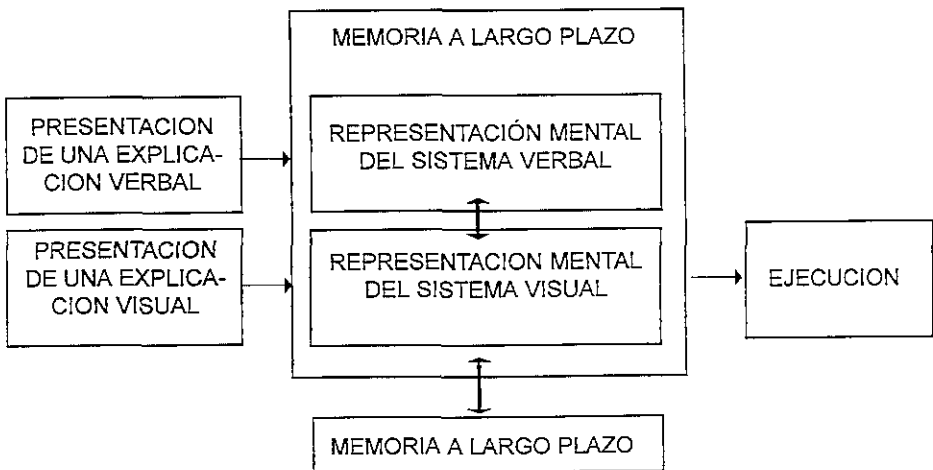 MEMORIA A LARGO PLAZO
PRESENTACION
DE UNA EXPLICA-
CION VERBAL
REPRESENTACIÓN MENTAL
DEL SISTEMA VERBAL
PRESENTACION
DE UNA EXPLICA-
CION VISUAL
REPRESENTACION MENTAL
DEL SISTEMA VISUAL
EJECUCION
MEMORIA A LARGO PLAZO